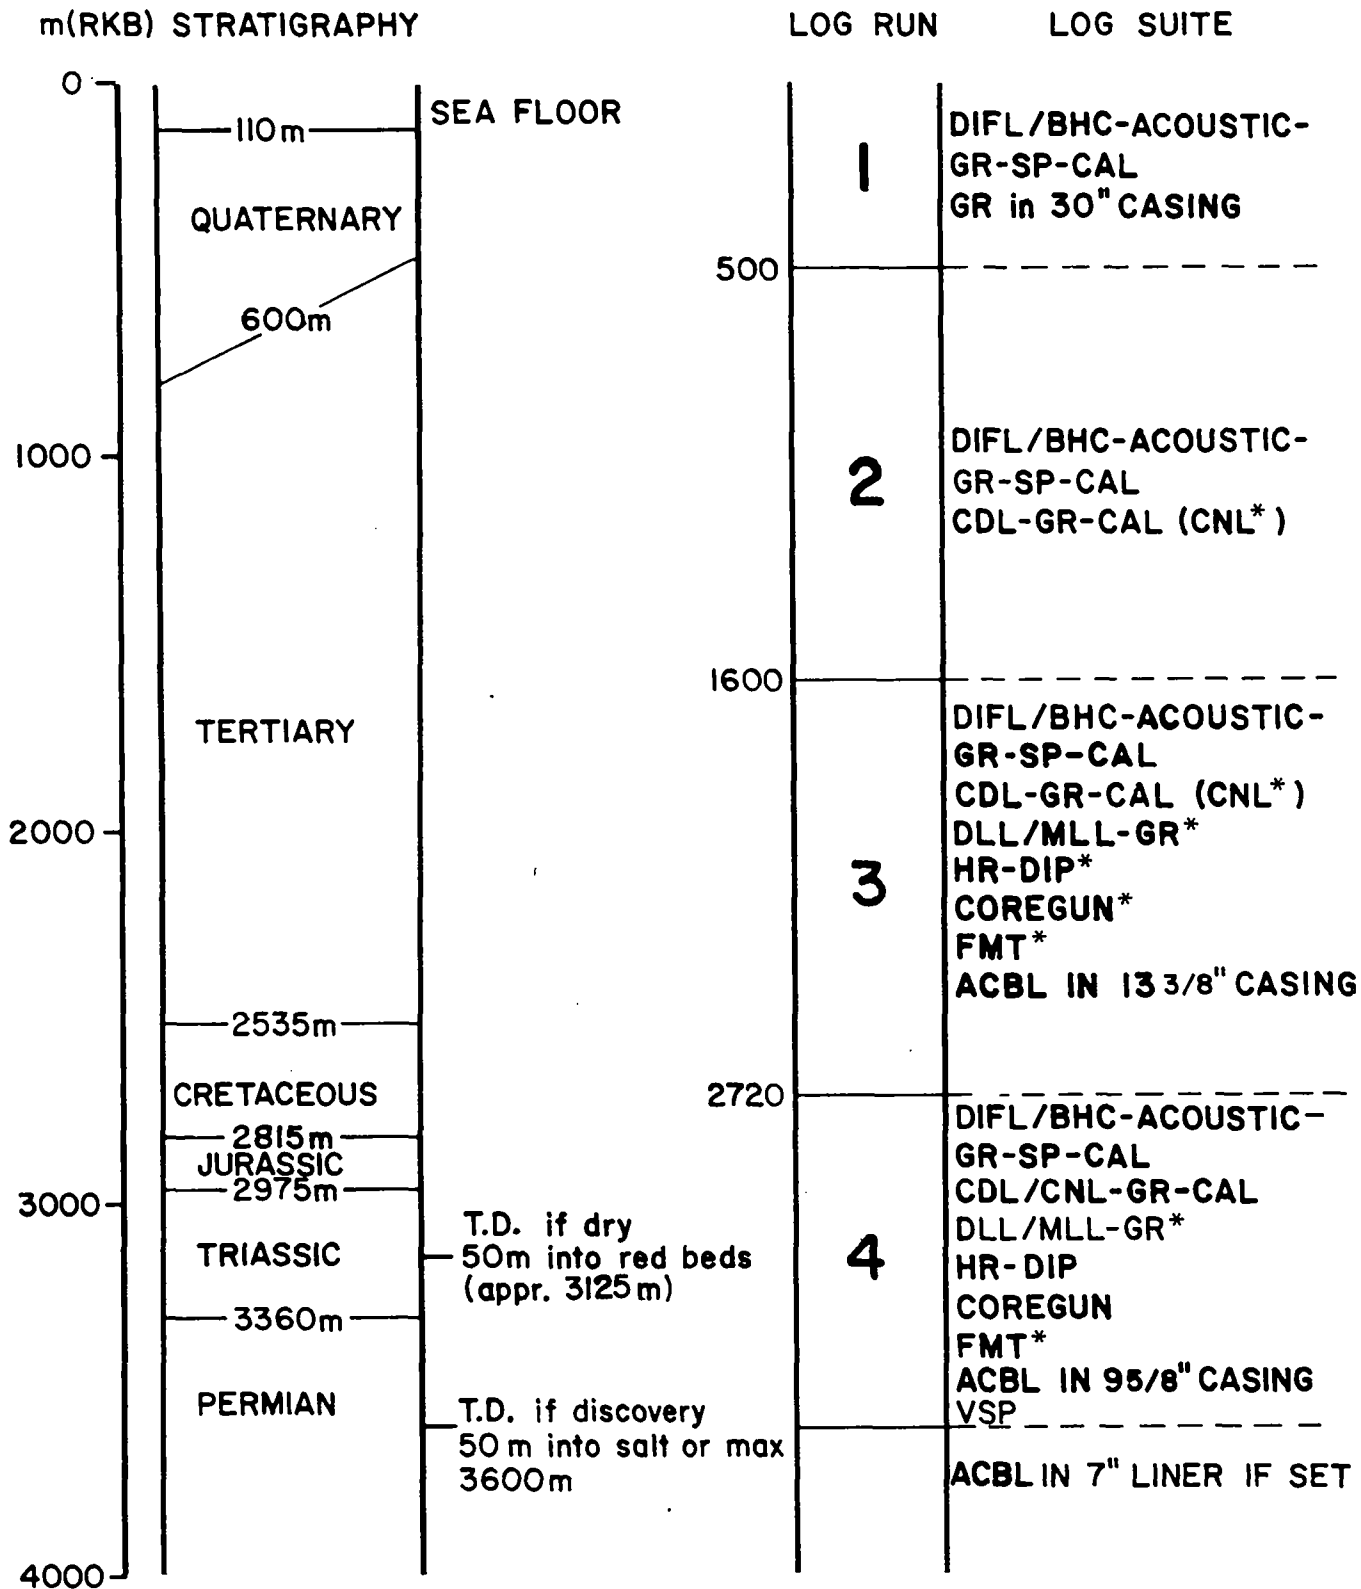 m(RKB) STRATIGRAPHY
LOG RUN
LOG SUITE
0
110m
SEA FLOOR
QUATERNARY
600m
1000
TERTIARY
2000
2535m
CRETACEOUS
2815m
JURASSIC
2975m
3000
TRIASSIC
T.D. if dry
50m into red beds
(appr. 3125m)
3360m
PERMIAN
T.D. if discovery
50m into salt or max
3600m
4000
1
DIFL/BHC-ACOUSTIC-
GR-SP-CAL
GR in 30" CASING
500
2
DIFL/BHC-ACOUSTIC-
GR-SP-CAL
CDL-GR-CAL (CNL*)
1600
3
DIFL/BHC-ACOUSTIC-
GR-SP-CAL
CDL-GR-CAL (CNL*)
DLL/MLL-GR*
HR-DIP*
COREGUN*
FMT*
ACBL IN 13 3/8" CASING
2720
4
DIFL/BHC-ACOUSTIC-
GR-SP-CAL
CDL/CNL-GR-CAL
DLL/MLL-GR*
HR-DIP
COREGUN
FMT*
ACBL IN 95/8" CASING
VSP
ACBL IN 7" LINER IF SET